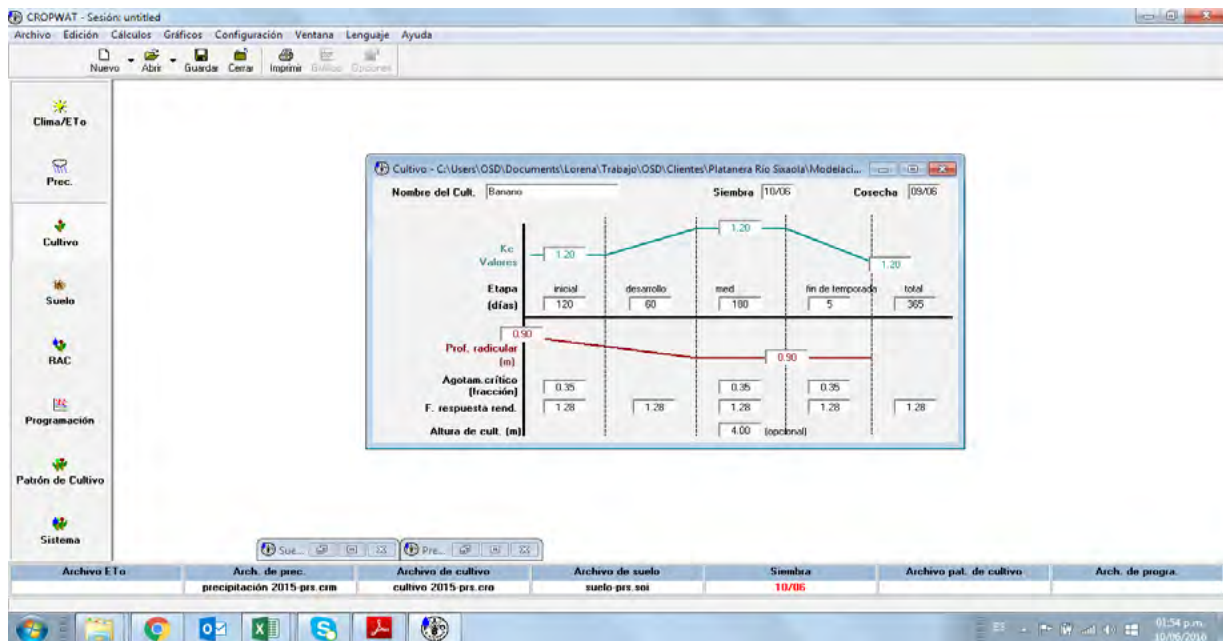 CROPWAT - Sesión: untitled
Archivo Edición Cálculos Gráficos Configuración Ventana Lenguaje Ayuda
Nuevo Abrir Guardar Cerrar Imprimir Gráficos Opciones
Clima/ETo
Prec.
Cultivo
Suelo
RAC
Programación
Patrón de Cultivo
Sistema
Cultivo - C:\Users\OSD\Documents\Lorena\Trabajo\OSD\Clientes\Platanera Río Sixaola\Modelaci...
Nombre del Cult. Banano Siembra 10/06 Cosecha 09/06
Kc
Valores
1.20 1.20 1.20
Etapa inicial desarrollo med fin de temporada total
(días) 120 60 180 5 365
0.90
Prof. radicular
(m)
0.90
Agotam.crítico
(fracción)
0.35 0.35 0.35
F. respuesta rend. 1.28 1.28 1.28 1.28 1.28
Altura de cult. (m) 4.00 (opcional)
Sue... Pre...
Archivo ETo Arch. de prec. Archivo de cultivo Archivo de suelo Siembra Archivo pat. de cultivo Arch. de progra.
precipitación 2015-prs.crm cultivo 2015-prs.cro suelo-prs.soi 10/06
ES 01:54 p.m.
10/06/2016